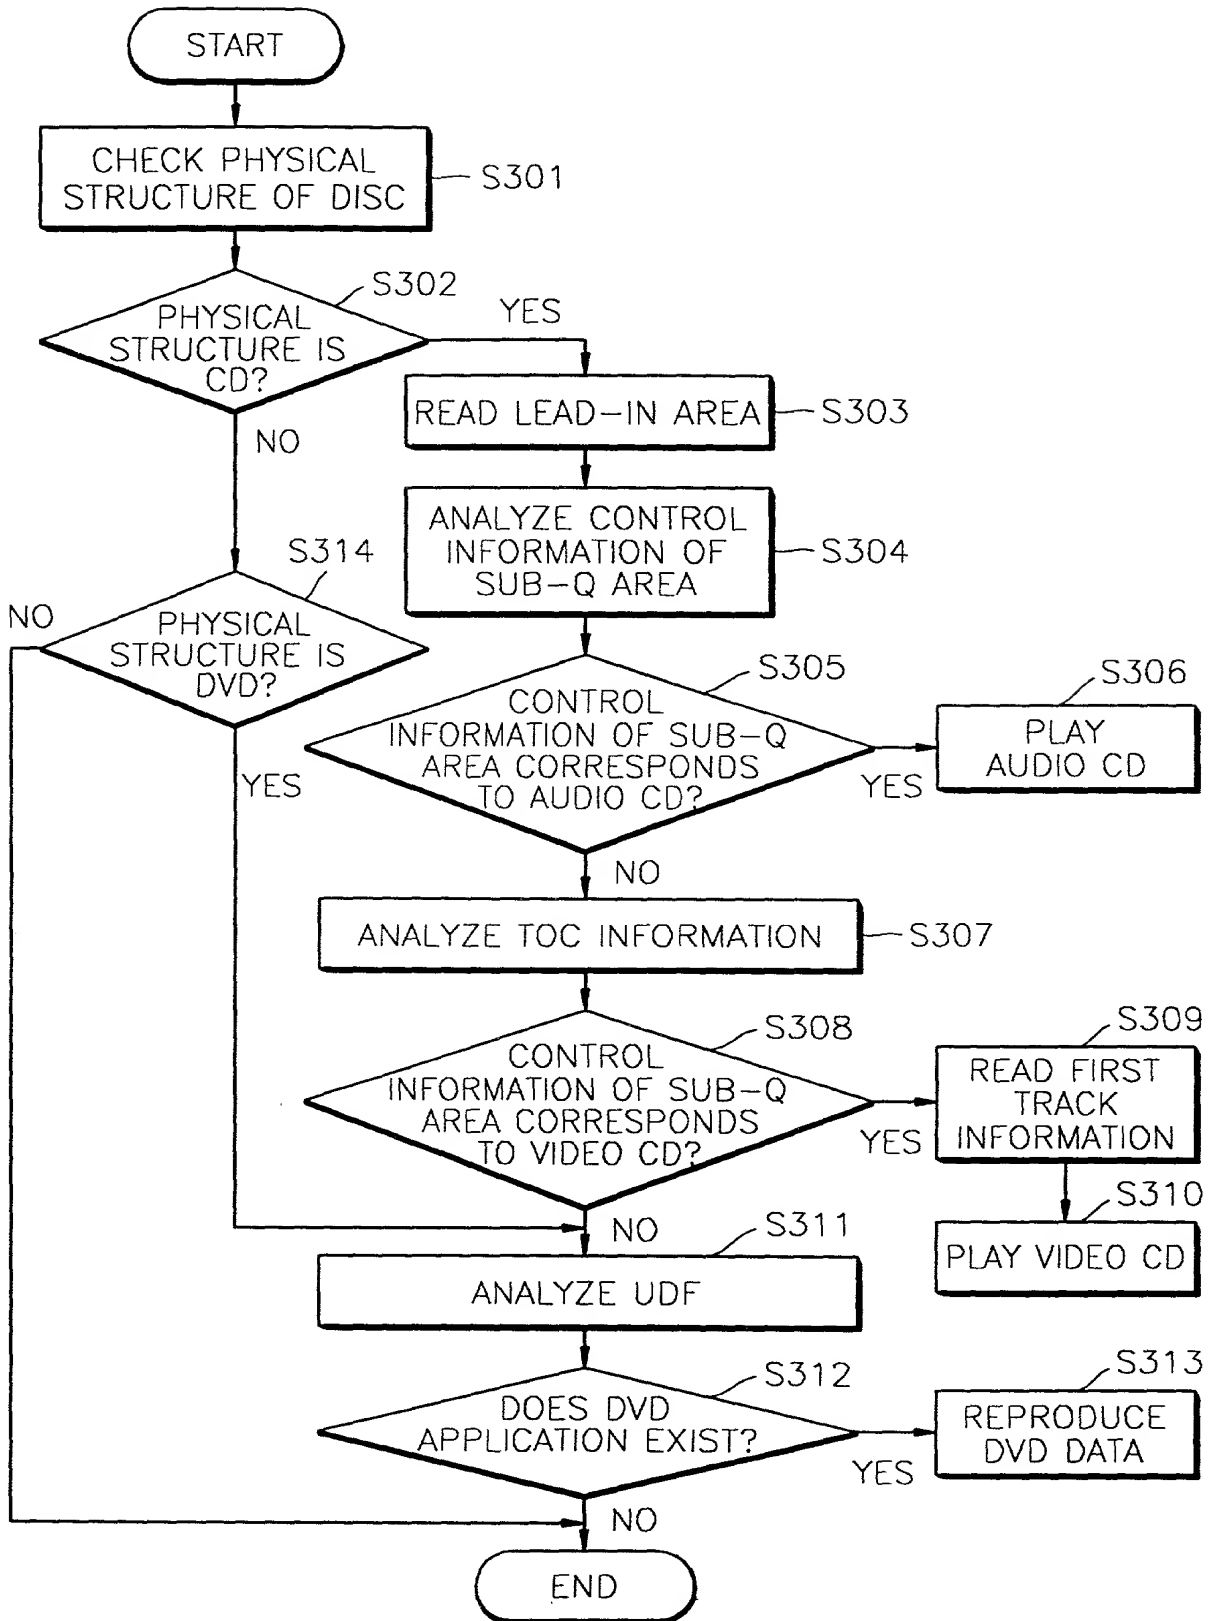 START
CHECK PHYSICAL
STRUCTURE OF DISC
S301
S302
PHYSICAL
STRUCTURE IS
CD?
YES
NO
READ LEAD-IN AREA
S303
ANALYZE CONTROL
INFORMATION OF
SUB-Q AREA
S304
S314
NO
PHYSICAL
STRUCTURE IS
DVD?
YES
S305
CONTROL
INFORMATION OF SUB-Q
AREA CORRESPONDS
TO AUDIO CD?
YES
S306
PLAY
AUDIO CD
NO
ANALYZE TOC INFORMATION
S307
S308
CONTROL
INFORMATION OF SUB-Q
AREA CORRESPONDS
TO VIDEO CD?
YES
S309
READ FIRST
TRACK
INFORMATION
S310
PLAY VIDEO CD
NO
S311
ANALYZE UDF
S312
DOES DVD
APPLICATION EXIST?
YES
S313
REPRODUCE
DVD DATA
NO
END